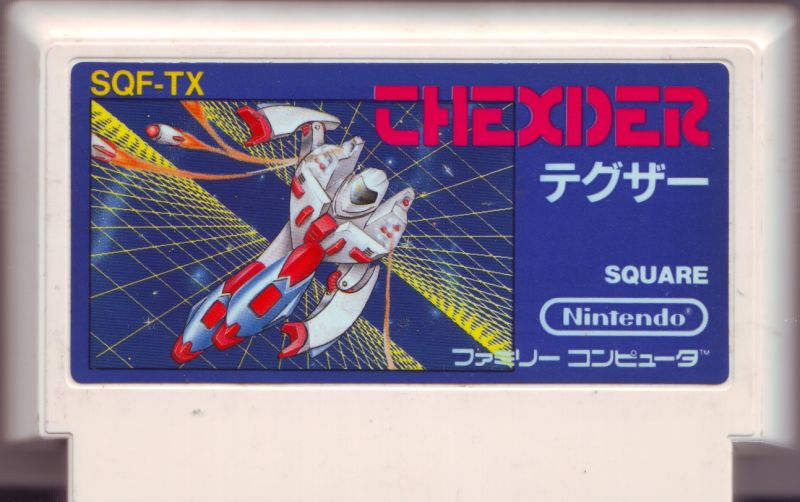 SQF-TX
THEXDER
テグザー
SQUARE
Nintendo®
ファミリー コンピュータ™